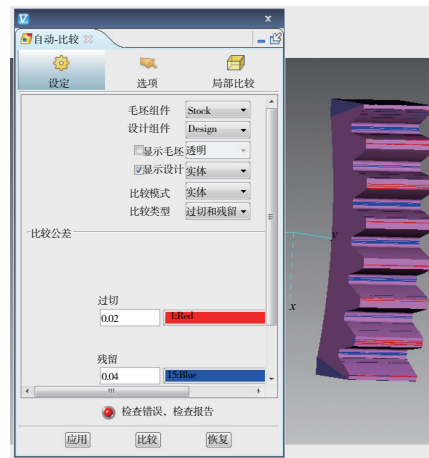 x
自动-比较
设定 选项 局部比较
毛坯组件 Stock
设计组件 Design
显示毛坯 透明
显示设计 实体
比较模式 实体
比较类型 过切和残留
比较公差
过切
0.02 1:Red
残留
0.04 15:Blue
检查错误, 检查报告
应用 比较 恢复
y
x